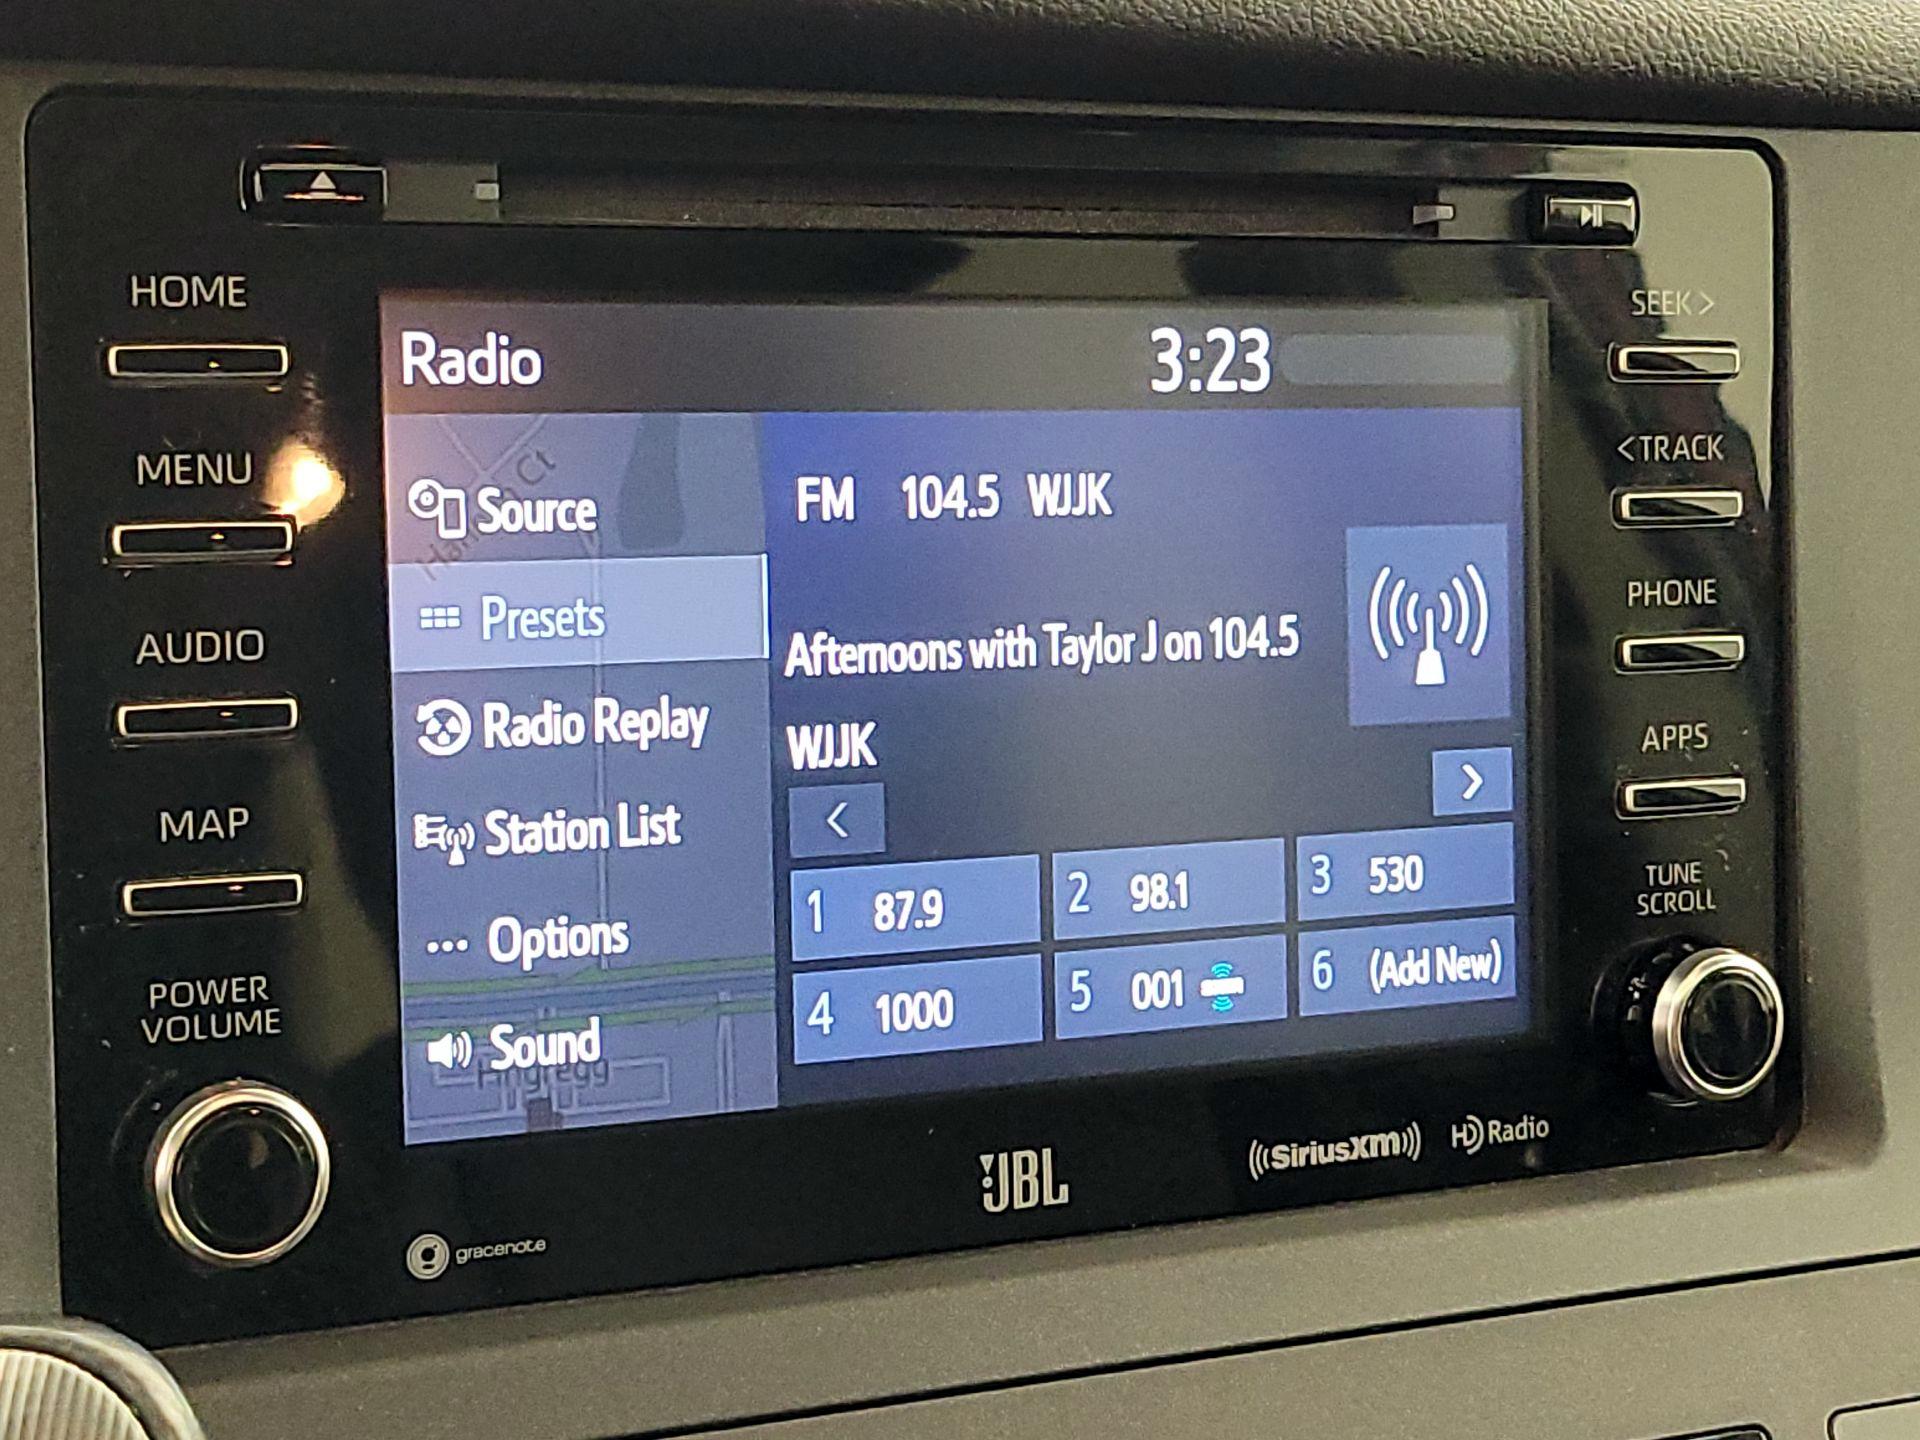 HOME
MENU
AUDIO
MAP
POWER
VOLUME
Radio
3:23
Ct
Source
Presets
Radio Replay
Station List
Options
Sound
FM 104.5 WJJK
Afternoons with Taylor J on 104.5
WJJK
<
>
1 87.9
2 98.1
3 530
4 1000
5 001
6 (Add New)
SEEK >
< TRACK
PHONE
APPS
TUNE
SCROLL
gracenote
JBL
SiriusXM
HD Radio